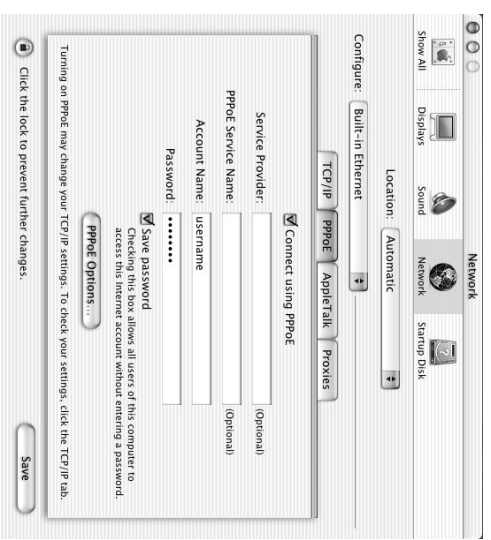 Network
Show All Displays Sound Network Startup Disk
Location: Automatic
Configure: Built-in Ethernet
TCP/IP PPPoE AppleTalk Proxies
Connect using PPPoE
Service Provider: (Optional)
PPPoE Service Name: (Optional)
Account Name: username
Password: ••••••••
Save password
Checking this box allows all users of this computer to
access this Internet account without entering a password.
PPPoE Options...
Turning on PPPoE may change your TCP/IP settings. To check your settings, click the TCP/IP tab.
Click the lock to prevent further changes.
Save